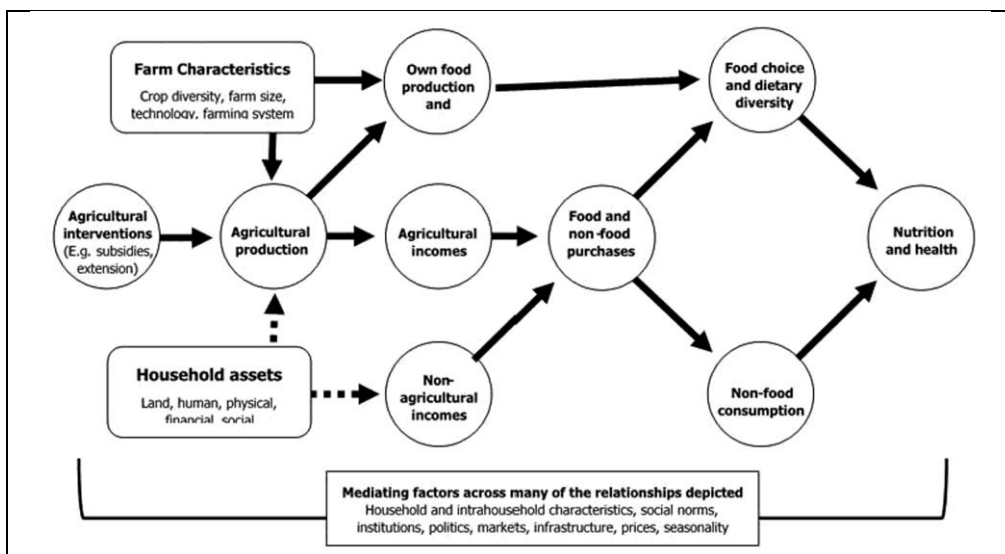 Farm Characteristics
Crop diversity, farm size,
technology, farming system
Own food
production
and
Food choice
and dietary
diversity
Agricultural
interventions
(E.g. subsidies,
extension)
Agricultural
production
Agricultural
incomes
Food and
non-food
purchases
Nutrition
and health
Household assets
Land, human, physical,
financial, social
Non-
agricultural
incomes
Non-food
consumption
Mediating factors across many of the relationships depicted
Household and intrahousehold characteristics, social norms,
institutions, politics, markets, infrastructure, prices, seasonality